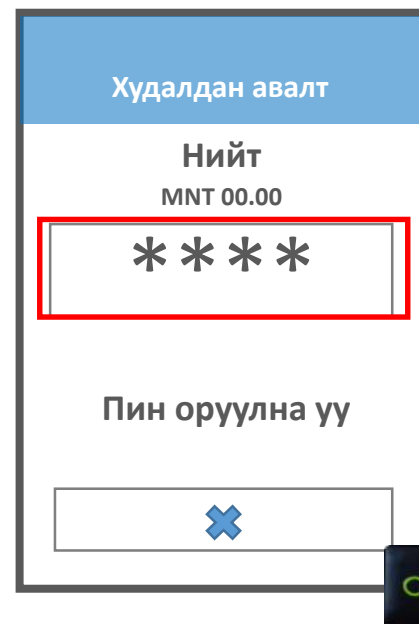 Худалдан авалт
Нийт
MNT 00.00
****
Пин оруулна уу